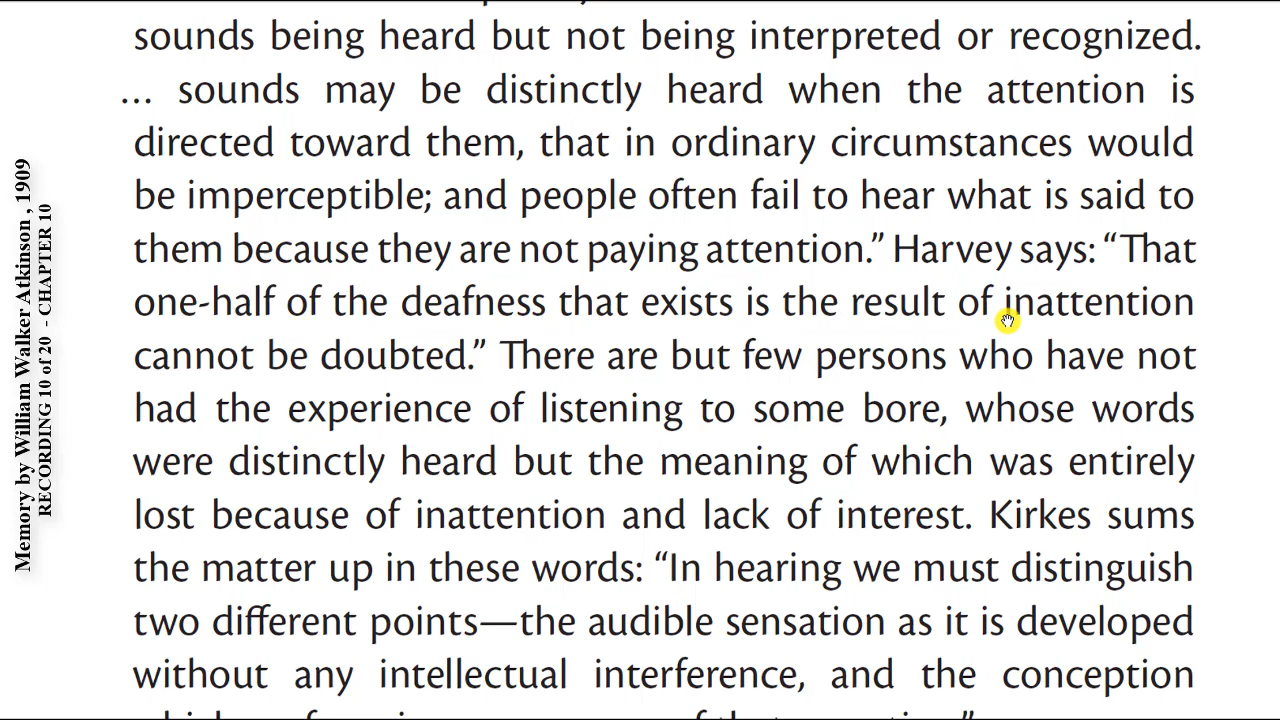 sounds being heard but not being interpreted or recognized.
... sounds may be distinctly heard when the attention is
directed toward them, that in ordinary circumstances would
be imperceptible; and people often fail to hear what is said to
them because they are not paying attention.” Harvey says: “That
one-half of the deafness that exists is the result of inattention
cannot be doubted.” There are but few persons who have not
had the experience of listening to some bore, whose words
were distinctly heard but the meaning of which was entirely
lost because of inattention and lack of interest. Kirkes sums
the matter up in these words: “In hearing we must distinguish
two different points—the audible sensation as it is developed
without any intellectual interference, and the conception
Memory by William Walker Atkinson , 1909
RECORDING 10 of 20 - CHAPTER 10